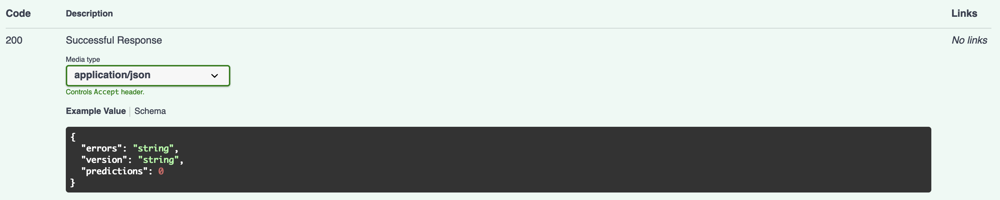 Code Description Links
200 Successful Response No links
Media type
application/json
Controls Accept header.
Example Value Schema
{
"errors": "string",
"version": "string",
"predictions": 0
}